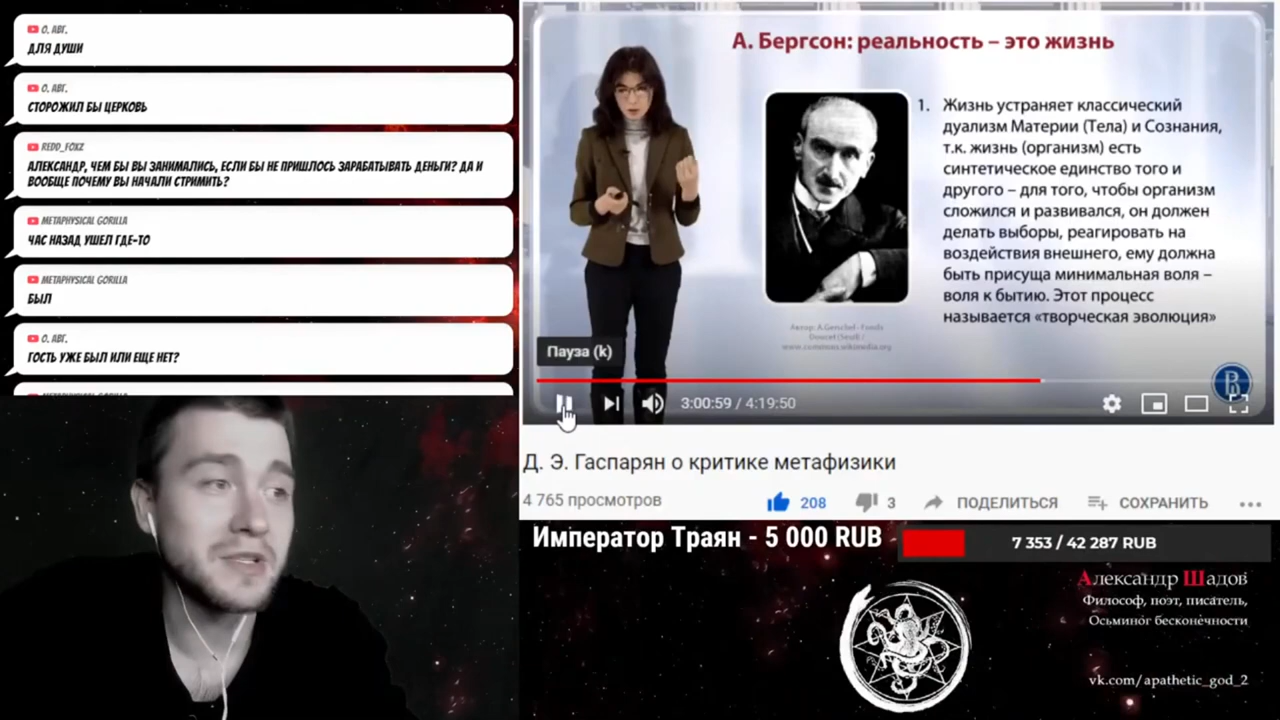 О. АВГ.
ДЛЯ ДУШИ
О. АВГ.
СТОРОЖИЛ БЫ ЦЕРКОВЬ
REDD_FOXZ
АЛЕКСАНДР, ЧЕМ БЫ ВЫ ЗАНИМАЛИСЬ, ЕСЛИ БЫ НЕ ПРИШЛОСЬ ЗАРАБАТЫВАТЬ ДЕНЬГИ? ДА И
ВООБЩЕ ПОЧЕМУ ВЫ НАЧАЛИ СТРИМИТЬ?
METAPHYSICAL GORILLA
ЧАС НАЗАД УШЕЛ ГДЕ-ТО
METAPHYSICAL GORILLA
БЫЛ
О. АВГ.
ГОСТЬ УЖЕ БЫЛ ИЛИ ЕЩЕ НЕТ?
А. Бергсон: реальность – это жизнь
1. Жизнь устраняет классический
дуализм Материи (Тела) и Сознания,
т.к. жизнь (организм) есть
синтетическое единство того и
другого – для того, чтобы организм
сложился и развивался, он должен
делать выборы, реагировать на
воздействия внешнего, ему должна
быть присуща минимальная воля –
воля к бытию. Этот процесс
называется «творческая эволюция»
Пауза (k)
3:00:59 / 4:19:50
Д. Э. Гаспарян о критике метафизики
4 765 просмотров
208
3
ПОДЕЛИТЬСЯ
СОХРАНИТЬ
Император Траян - 5 000 RUB
7 353 / 42 287 RUB
Александр Шадов
Философ, поэт, писатель,
Осьминог бесконечности
vk.com/apathetic_god_2